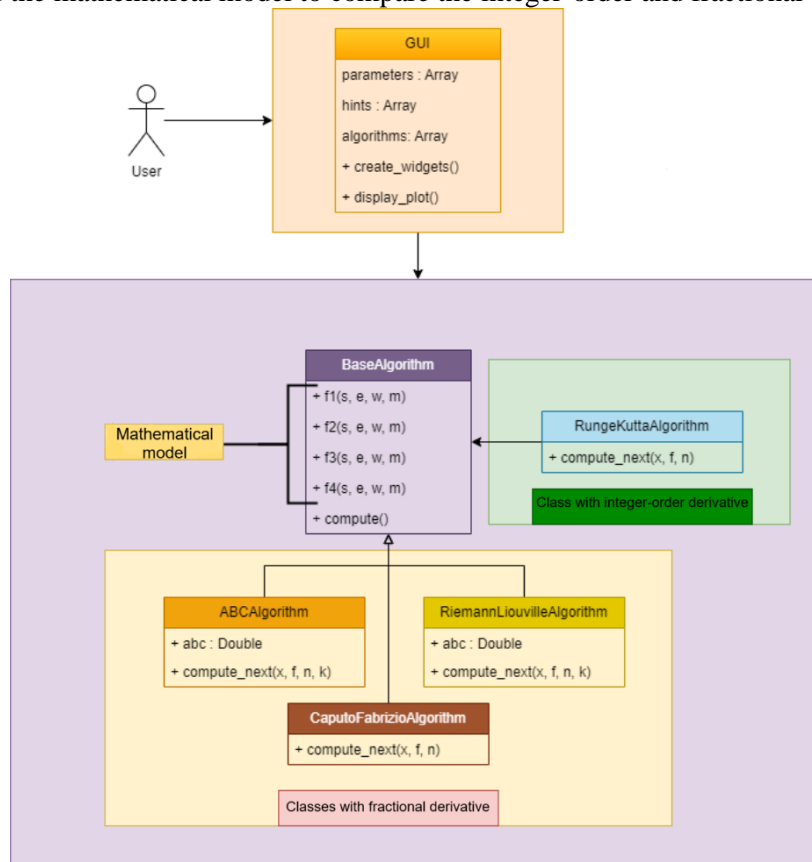 the mathematical model to compare the integer-order and fractional
GUI
parameters : Array
hints : Array
algorithms: Array
+ create_widgets()
+ display_plot()
User
BaseAlgorithm
+ f1(s, e, w, m)
+ f2(s, e, w, m)
+ f3(s, e, w, m)
+ f4(s, e, w, m)
+ compute()
Mathematical
model
RungeKuttaAlgorithm
+ compute_next(x, f, n)
Class with integer-order derivative
ABCAlgorithm
+ abc : Double
+ compute_next(x, f, n, k)
RiemannLiouvilleAlgorithm
+ abc : Double
+ compute_next(x, f, n, k)
CaputoFabrizioAlgorithm
+ compute_next(x, f, n)
Classes with fractional derivative